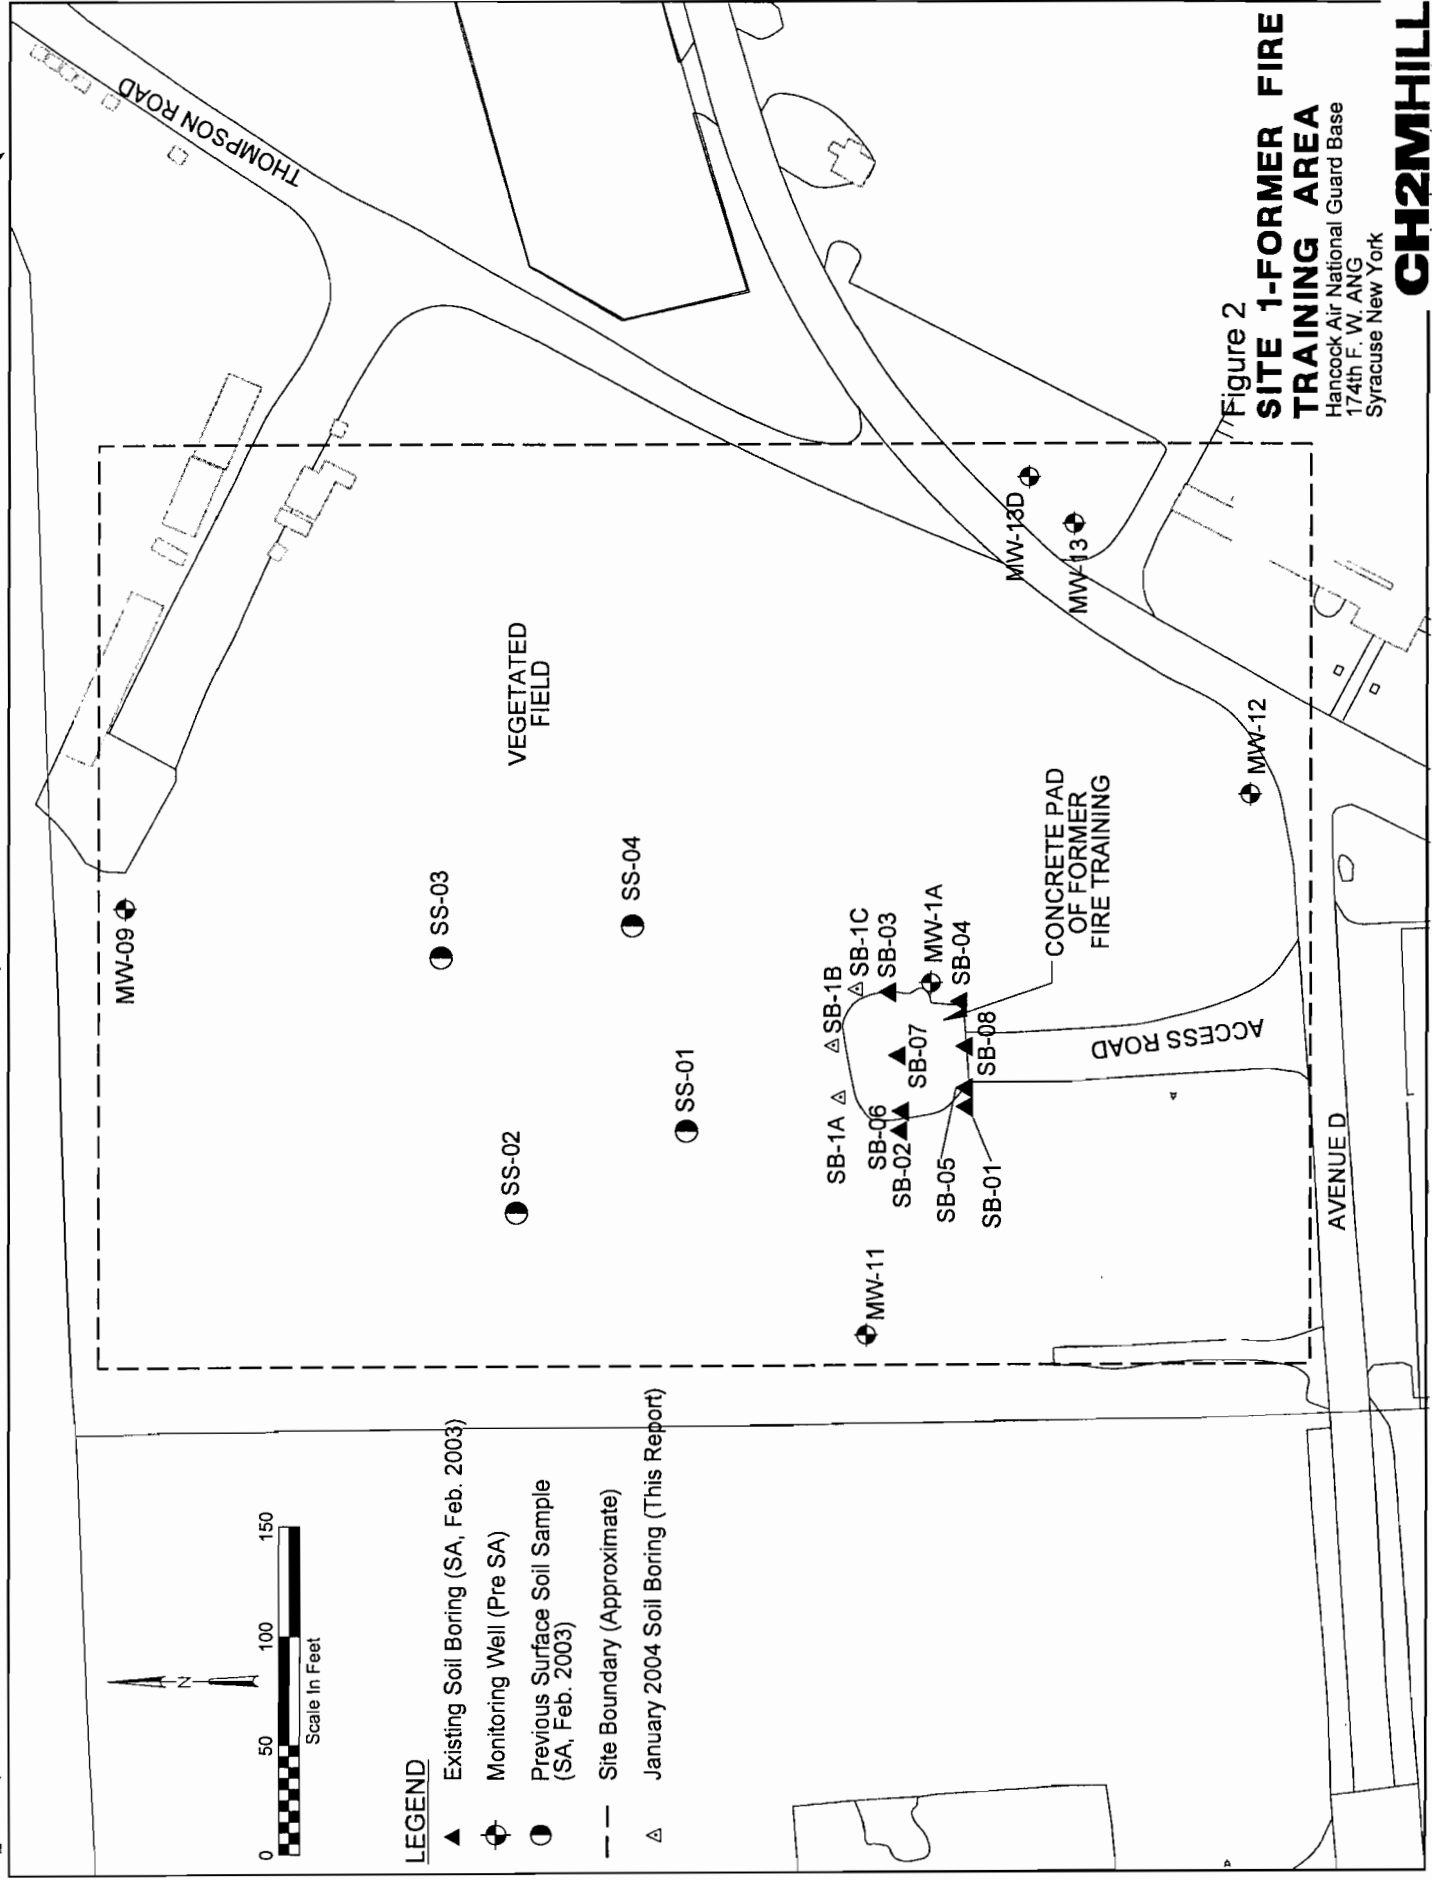 0
50
100
150
Scale In Feet
N
LEGEND
Existing Soil Boring (SA, Feb. 2003)
Monitoring Well (Pre SA)
Previous Surface Soil Sample
(SA, Feb. 2003)
Site Boundary (Approximate)
January 2004 Soil Boring (This Report)
THOMPSON ROAD
MW-09
SS-03
VEGETATED
FIELD
SS-02
SS-04
SS-01
MW-11
SB-1A
SB-1B
SB-1C
SB-03
SB-06
SB-02
SB-07
MW-1A
SB-05
SB-04
SB-01
SB-08
CONCRETE PAD
OF FORMER
FIRE TRAINING
MW-13D
MW-13
MW-12
ACCESS ROAD
AVENUE D
Figure 2
SITE 1-FORMER FIRE
TRAINING AREA
Hancock Air National Guard Base
174th F. W. ANG
Syracuse New York
CH2MHILL